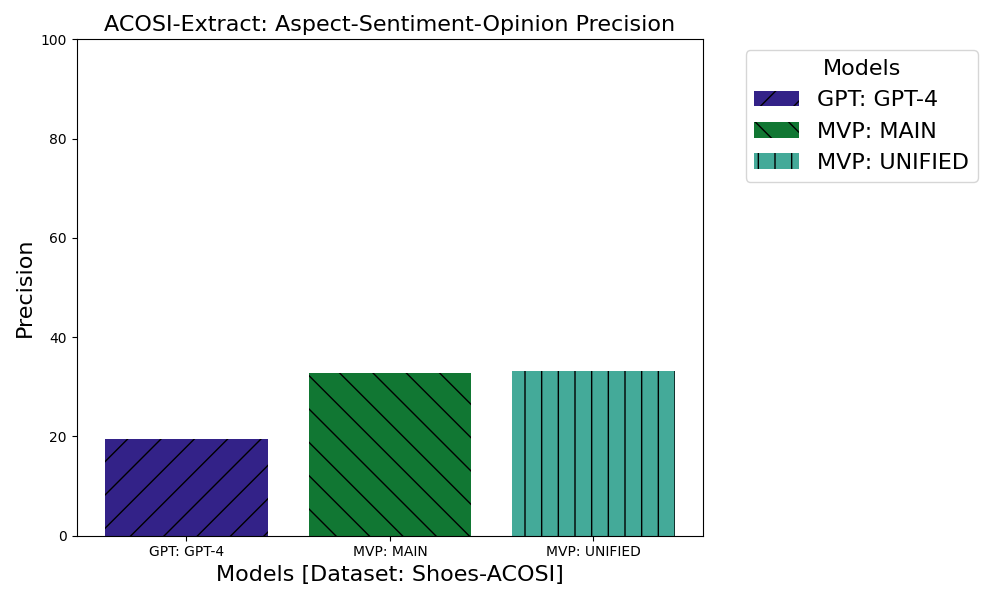 ACOSI-Extract: Aspect-Sentiment-Opinion Precision
100
80
60
40
20
0
Precision
GPT: GPT-4
MVP: MAIN
MVP: UNIFIED
Models [Dataset: Shoes-ACOSI]
Models
GPT: GPT-4
MVP: MAIN
MVP: UNIFIED